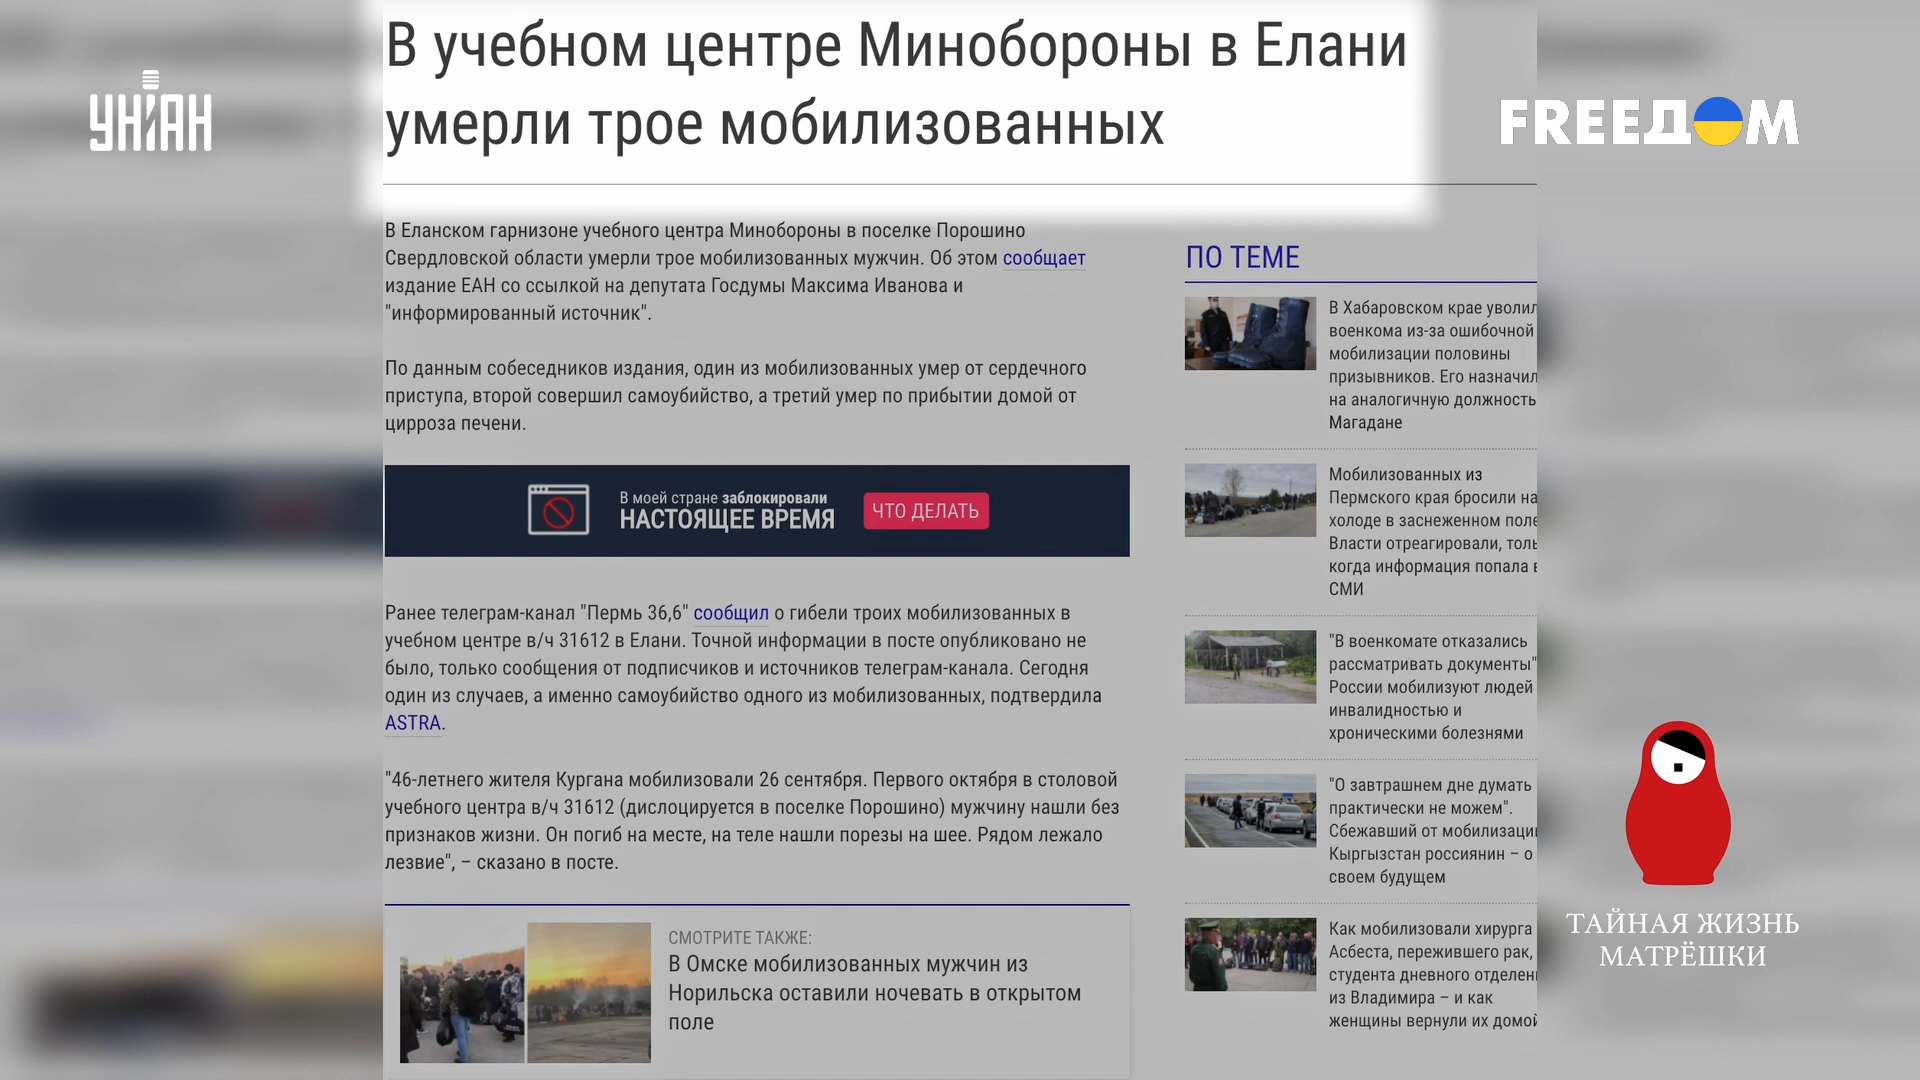 В учебном центре Минобороны в Елани
умерли трое мобилизованных
УНІАН
FREEДOM
В Еланском гарнизоне учебного центра Минобороны в поселке Порошино
Свердловской области умерли трое мобилизованных мужчин. Об этом сообщает
издание ЕАН со ссылкой на депутата Госдумы Максима Иванова и
"информированный источник".
По данным собеседников издания, один из мобилизованных умер от сердечного
приступа, второй совершил самоубийство, а третий умер по прибытии домой от
цирроза печени.
В моей стране заблокировали
НАСТОЯЩЕЕ ВРЕМЯ
ЧТО ДЕЛАТЬ
Ранее телеграм-канал "Пермь 36,6" сообщил о гибели троих мобилизованных в
учебном центре в/ч 31612 в Елани. Точной информации в посте опубликовано не
было, только сообщения от подписчиков и источников телеграм-канала. Сегодня
один из случаев, а именно самоубийство одного из мобилизованных, подтвердила
ASTRA.
"46-летнего жителя Кургана мобилизовали 26 сентября. Первого октября в столовой
учебного центра в/ч 31612 (дислоцируется в поселке Порошино) мужчину нашли без
признаков жизни. Он погиб на месте, на теле нашли порезы на шее. Рядом лежало
лезвие", – сказано в посте.
СМОТРИТЕ ТАКЖЕ:
В Омске мобилизованных мужчин из
Норильска оставили ночевать в открытом
поле
ПО ТЕМЕ
В Хабаровском крае уволил
военкома из-за ошибочной
мобилизации половины
призывников. Его назначил
на аналогичную должность
Магадане
Мобилизованных из
Пермского края бросили на
холоде в заснеженном поле
Власти отреагировали, толь
когда информация попала в
СМИ
"В военкомате отказались
рассматривать документы"
России мобилизуют людей
инвалидностью и
хроническими болезнями
"О завтрашнем дне думать
практически не можем".
Сбежавший от мобилизации
Кыргызстан россиянин – о
своем будущем
Как мобилизовали хирурга
Асбеста, пережившего рак,
студента дневного отделен
из Владимира – и как
женщины вернули их домой
ТАЙНАЯ ЖИЗНЬ
МАТРЁШКИ